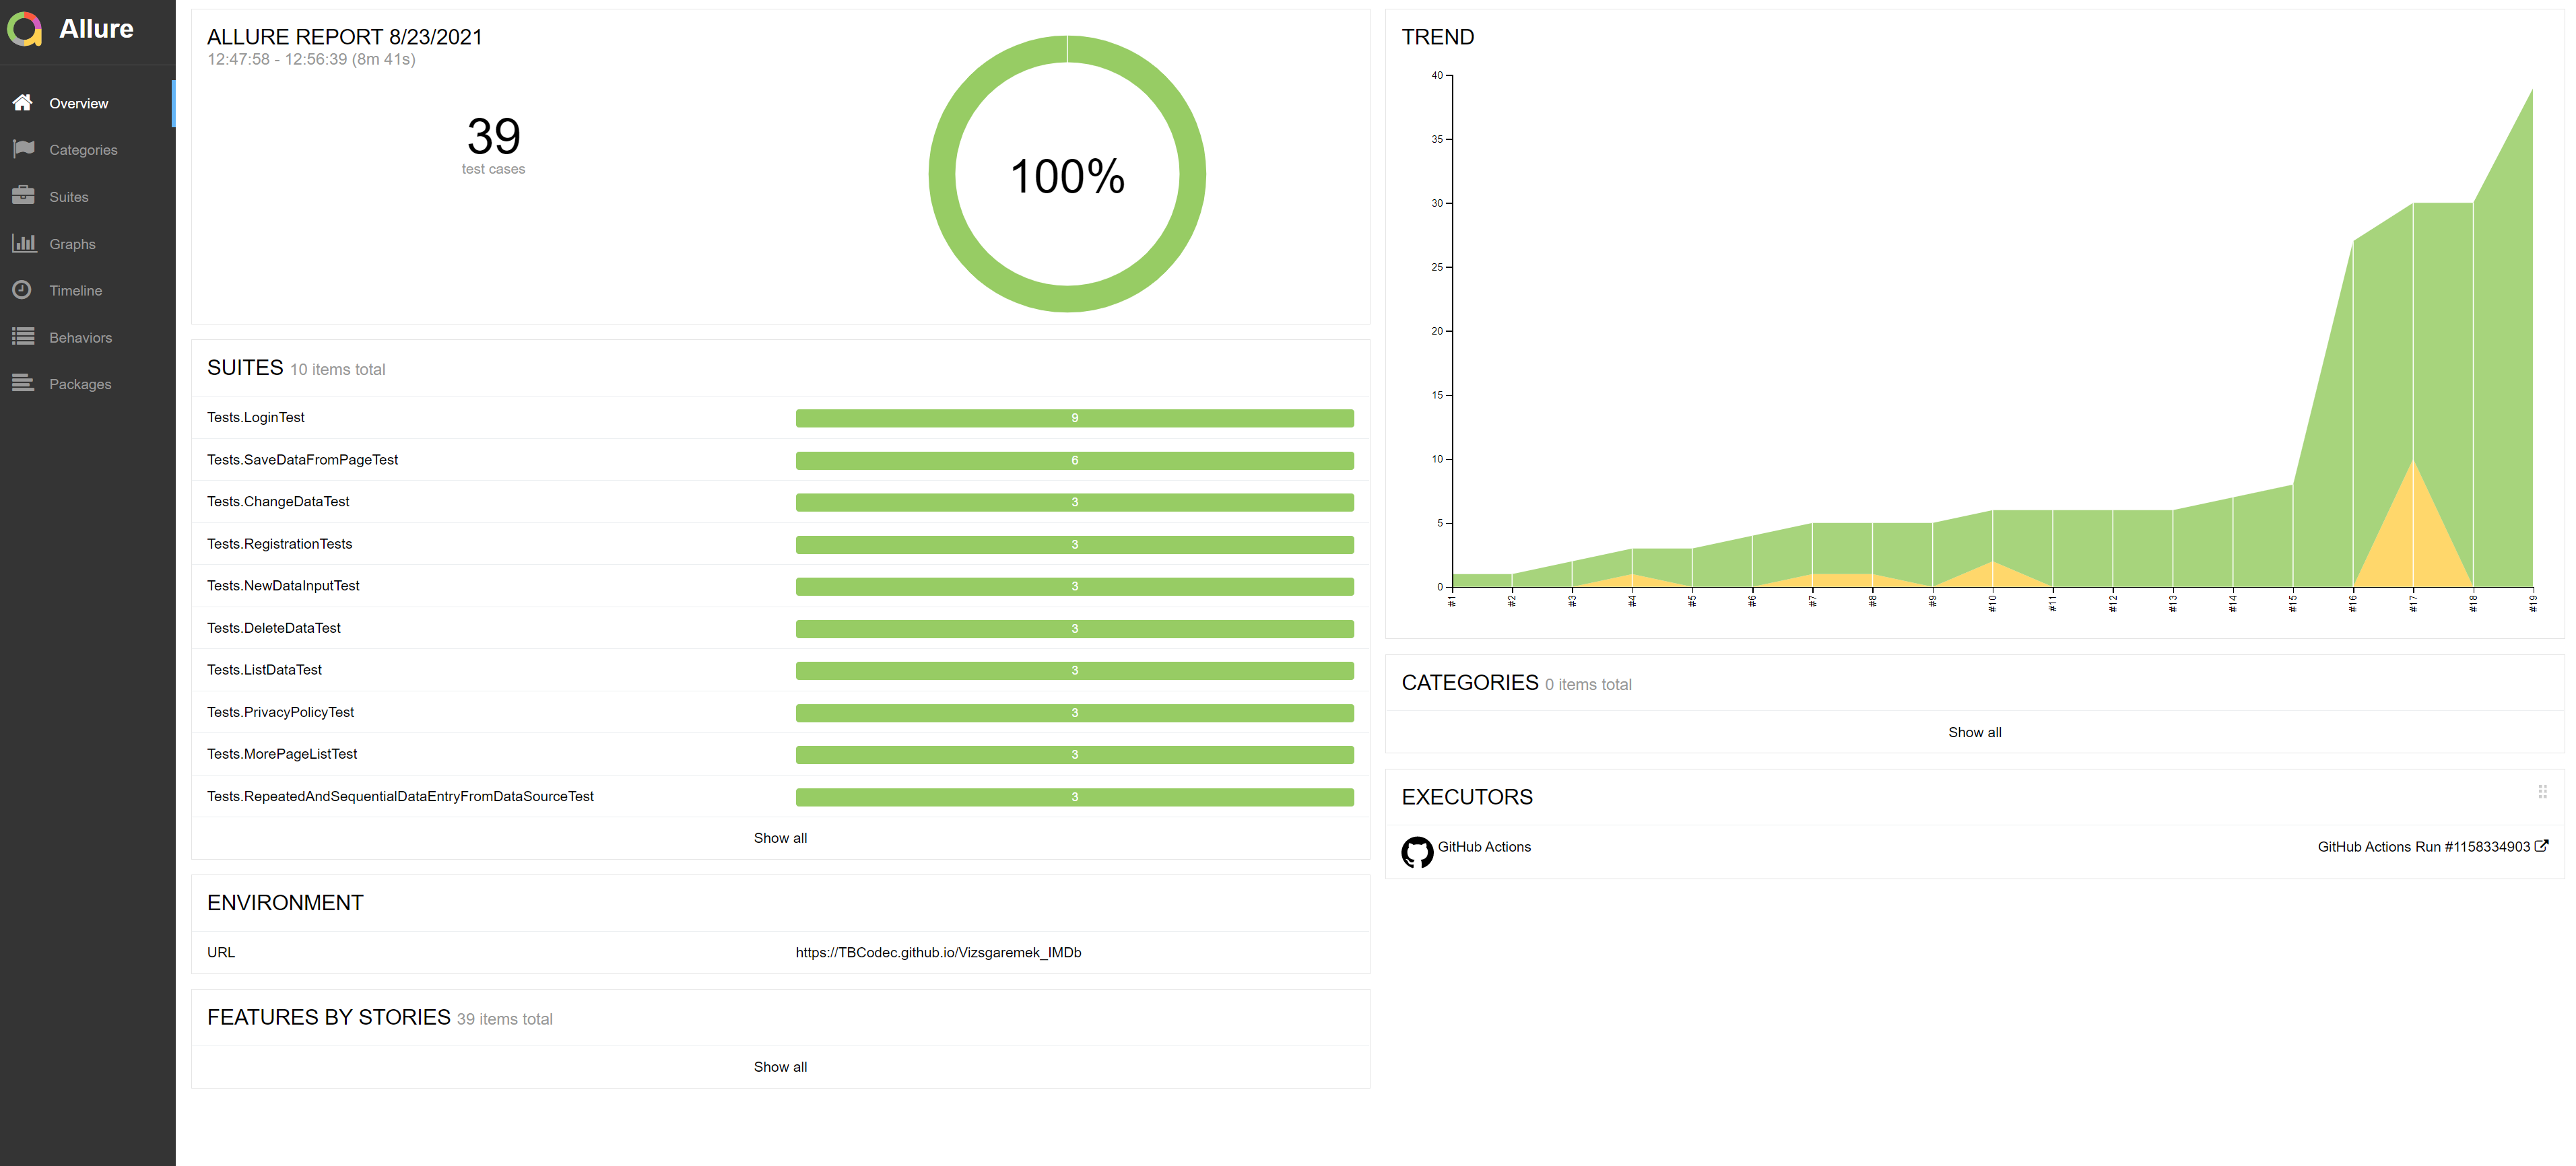 Allure
Overview
Categories
Suites
Graphs
Timeline
Behaviors
Packages
ALLURE REPORT 8/23/2021
12:47:58 - 12:56:39 (8m 41s)
39
test cases
100%
SUITES 10 items total
Tests.LoginTest 9
Tests.SaveDataFromPageTest 6
Tests.ChangeDataTest 3
Tests.RegistrationTests 3
Tests.NewDataInputTest 3
Tests.DeleteDataTest 3
Tests.ListDataTest 3
Tests.PrivacyPolicyTest 3
Tests.MorePageListTest 3
Tests.RepeatedAndSequentialDataEntryFromDataSourceTest 3
Show all
ENVIRONMENT
URL https://TBCodec.github.io/Vizsgaremek_IMDb
FEATURES BY STORIES 39 items total
Show all
TREND
40
35
30
25
20
15
10
5
0
#1 #2 #3 #4 #5 #6 #7 #8 #9 #10 #11 #12 #13 #14 #15 #16 #17 #18 #19
CATEGORIES 0 items total
Show all
EXECUTORS
GitHub Actions GitHub Actions Run #1158334903